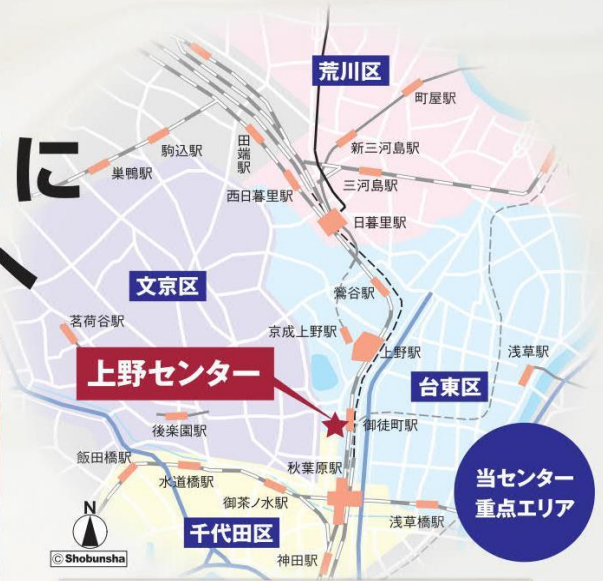 荒川区
町屋駅
駒込駅
田端駅
新三河島駅
巣鴨駅
西日暮里駅
三河島駅
日暮里駅
に
文京区
鶯谷駅
茗荷谷駅
京成上野駅
上野駅
浅草駅
上野センター
台東区
後楽園駅
御徒町駅
飯田橋駅
水道橋駅
秋葉原駅
当センター
重点エリア
御茶ノ水駅
浅草橋駅
千代田区
神田駅
N
© Shobunsha